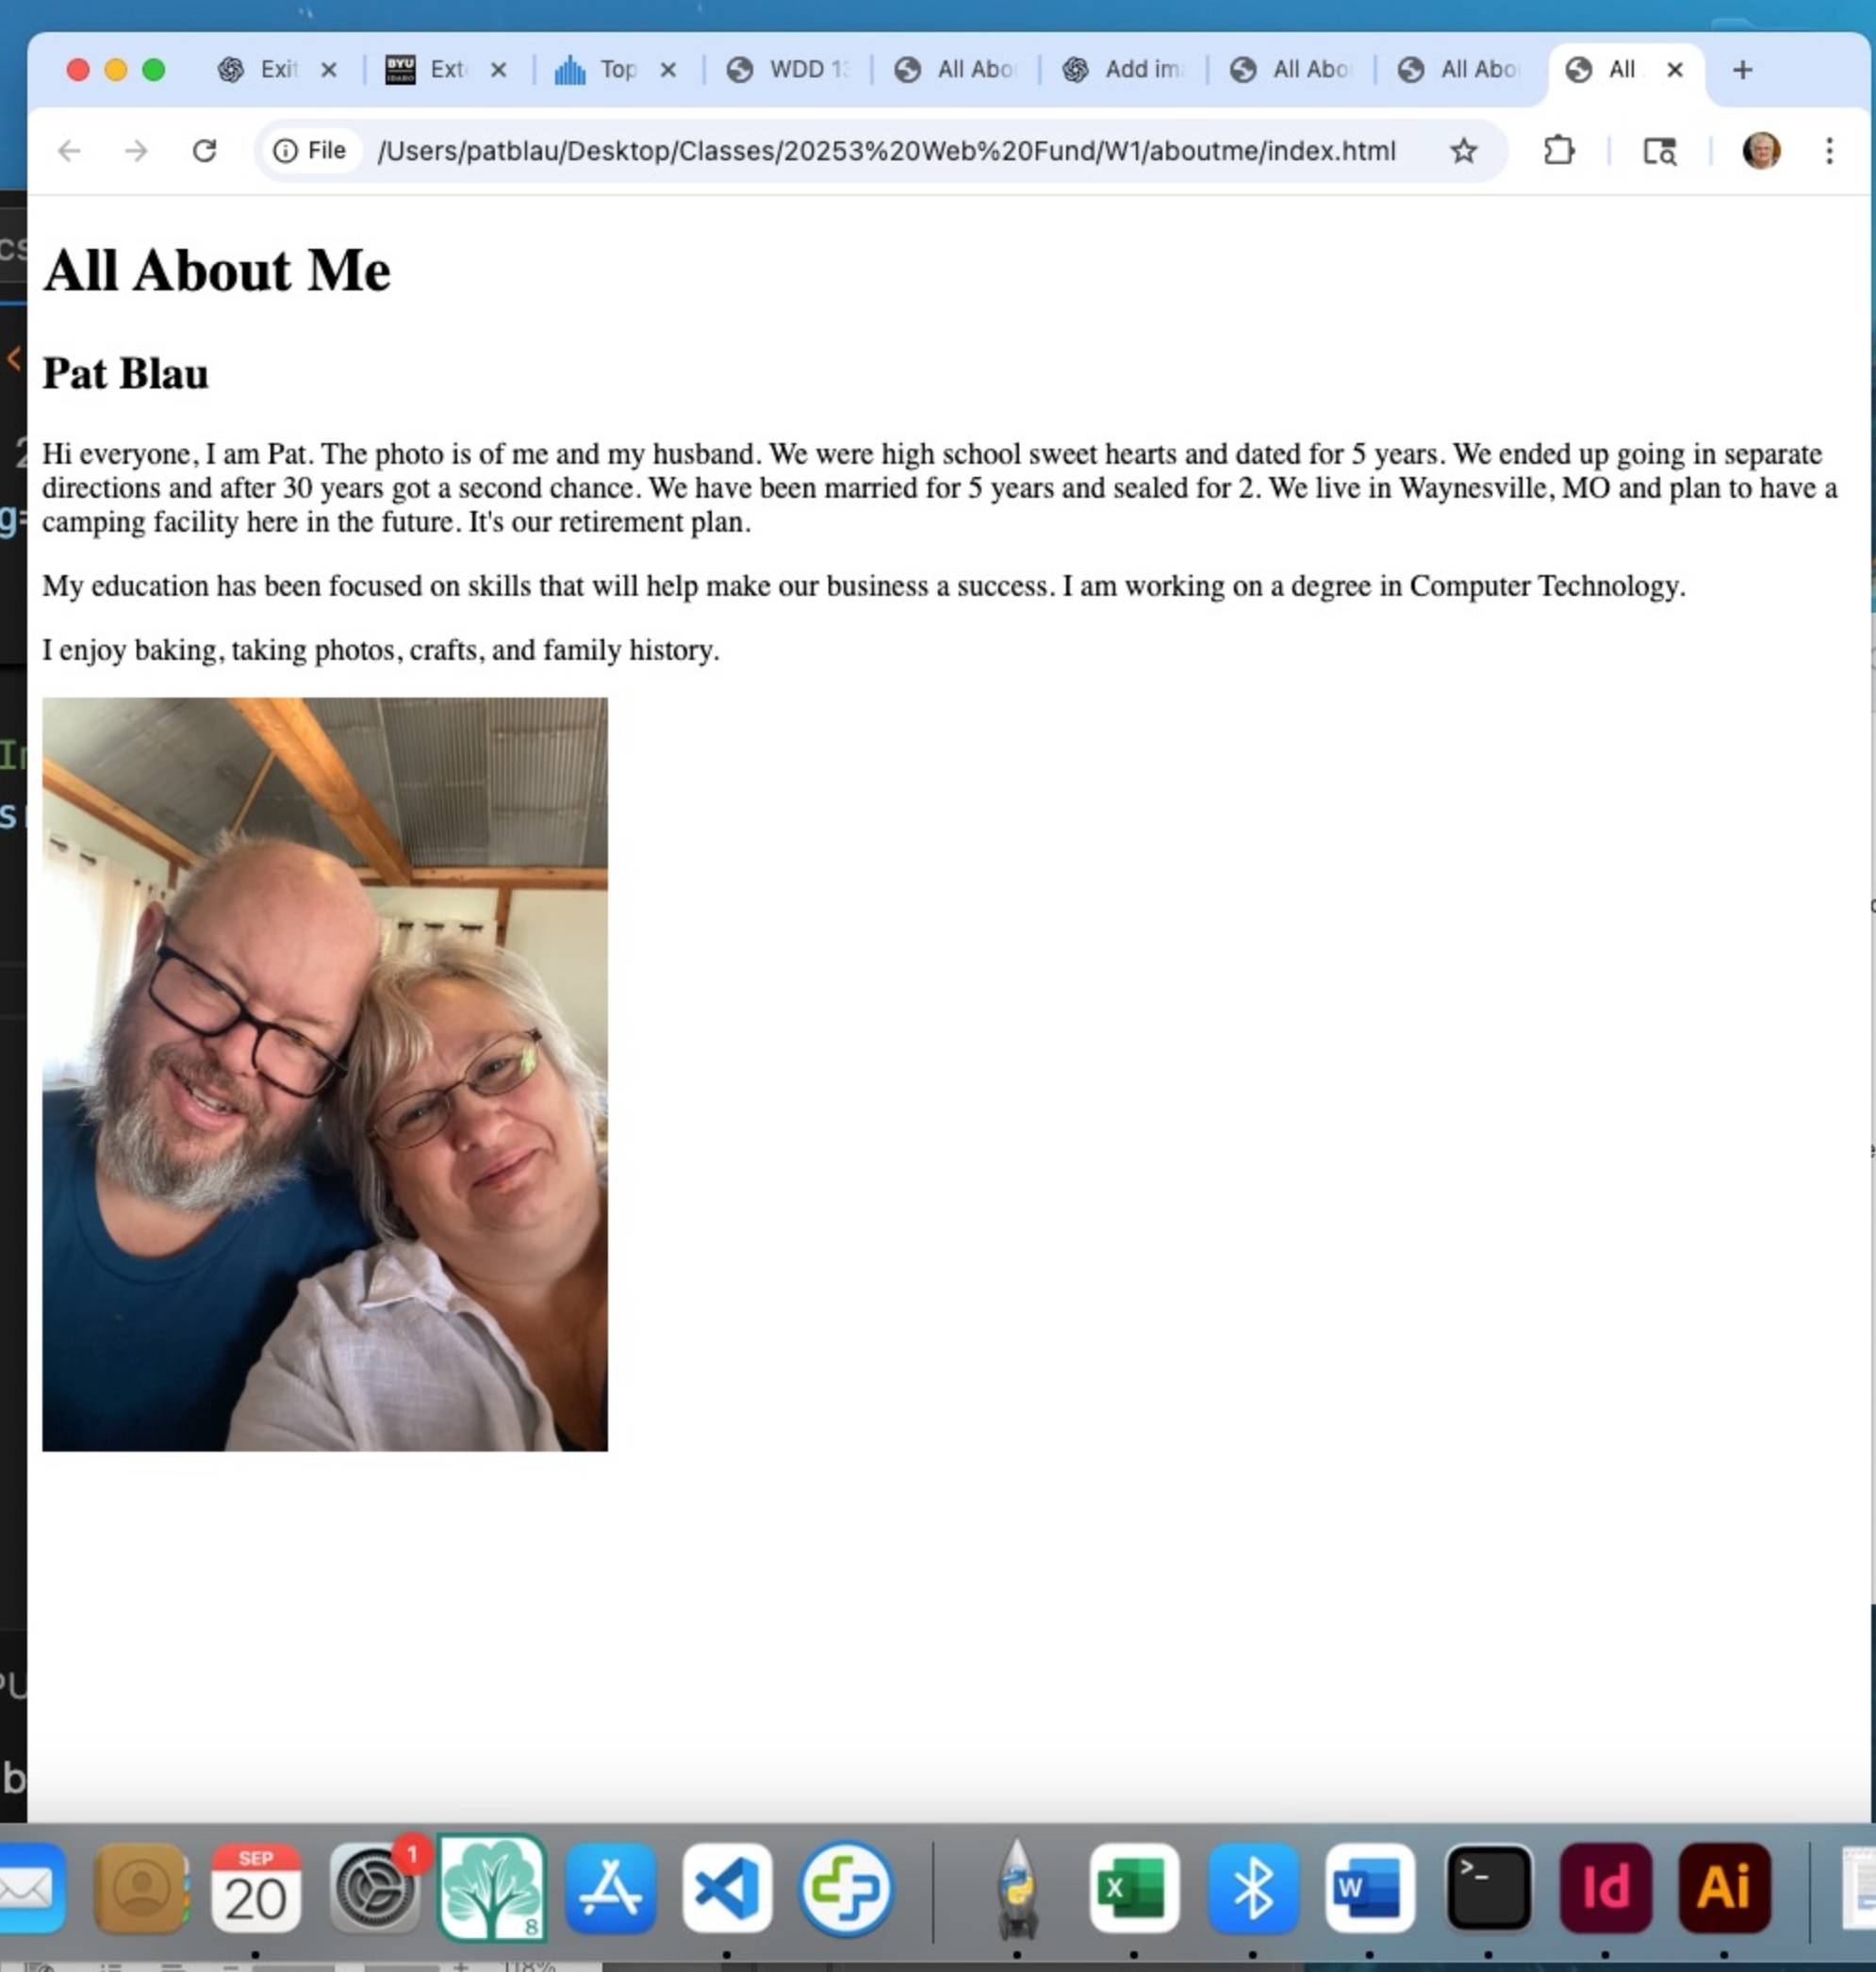 Exit
Ext
Top
WDD 13
All Abo
Add im
All Abo
All Abo
All
BYU
IDAHO
File /Users/patblau/Desktop/Classes/20253%20Web%20Fund/W1/aboutme/index.html
cs
<
2
g=
s
b
All About Me
Pat Blau
Hi everyone, I am Pat. The photo is of me and my husband. We were high school sweet hearts and dated for 5 years. We ended up going in separate
directions and after 30 years got a second chance. We have been married for 5 years and sealed for 2. We live in Waynesville, MO and plan to have a
camping facility here in the future. It's our retirement plan.
My education has been focused on skills that will help make our business a success. I am working on a degree in Computer Technology.
I enjoy baking, taking photos, crafts, and family history.
SEP
20
1
8
X
W
>_
Id
Ai
118%